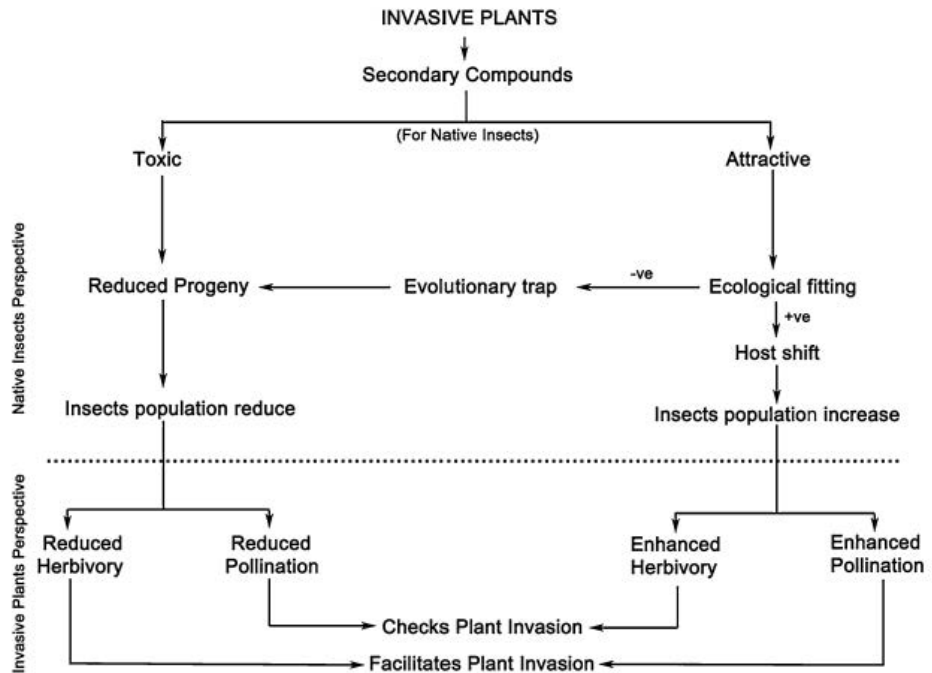 INVASIVE PLANTS
Secondary Compounds
(For Native Insects)
Toxic
Attractive
Native Insects Perspective
Reduced Progeny
Evolutionary trap
-ve
Ecological fitting
+ve
Host shift
Insects population reduce
Insects population increase
Invasive Plants Perspective
Reduced
Herbivory
Reduced
Pollination
Enhanced
Herbivory
Enhanced
Pollination
Checks Plant Invasion
Facilitates Plant Invasion